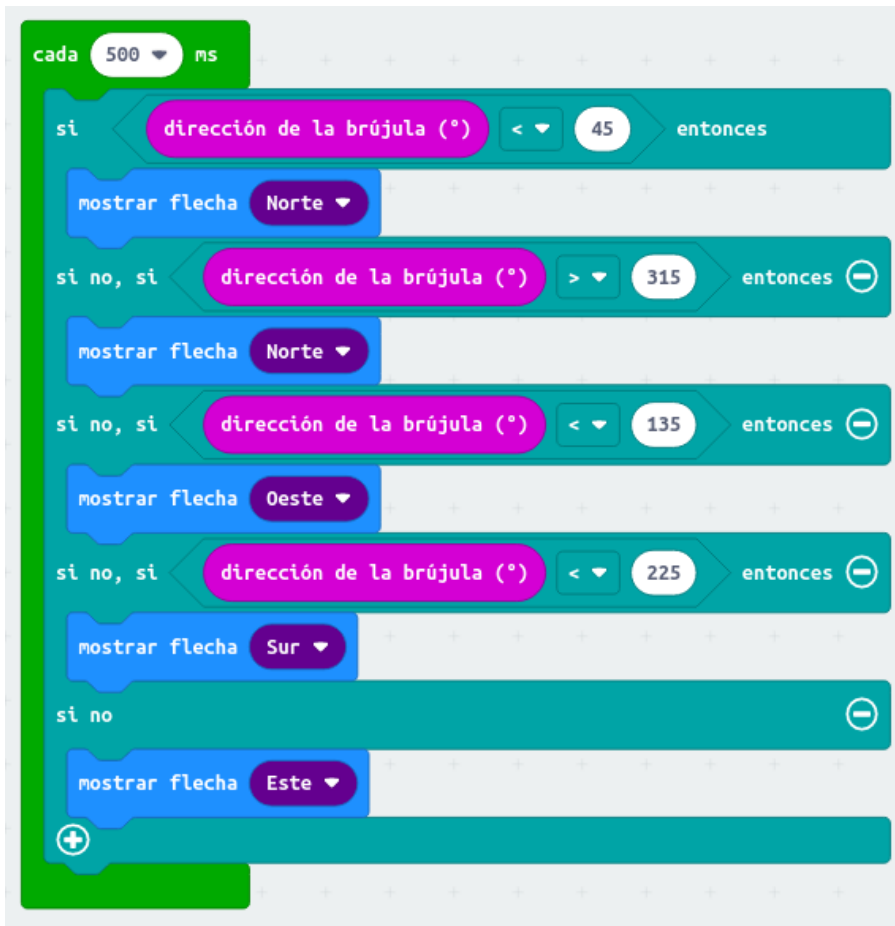 cada 500 ms
si dirección de la brújula (°) < 45 entonces
mostrar flecha Norte
si no, si dirección de la brújula (°) > 315 entonces
mostrar flecha Norte
si no, si dirección de la brújula (°) < 135 entonces
mostrar flecha Oeste
si no, si dirección de la brújula (°) < 225 entonces
mostrar flecha Sur
si no
mostrar flecha Este